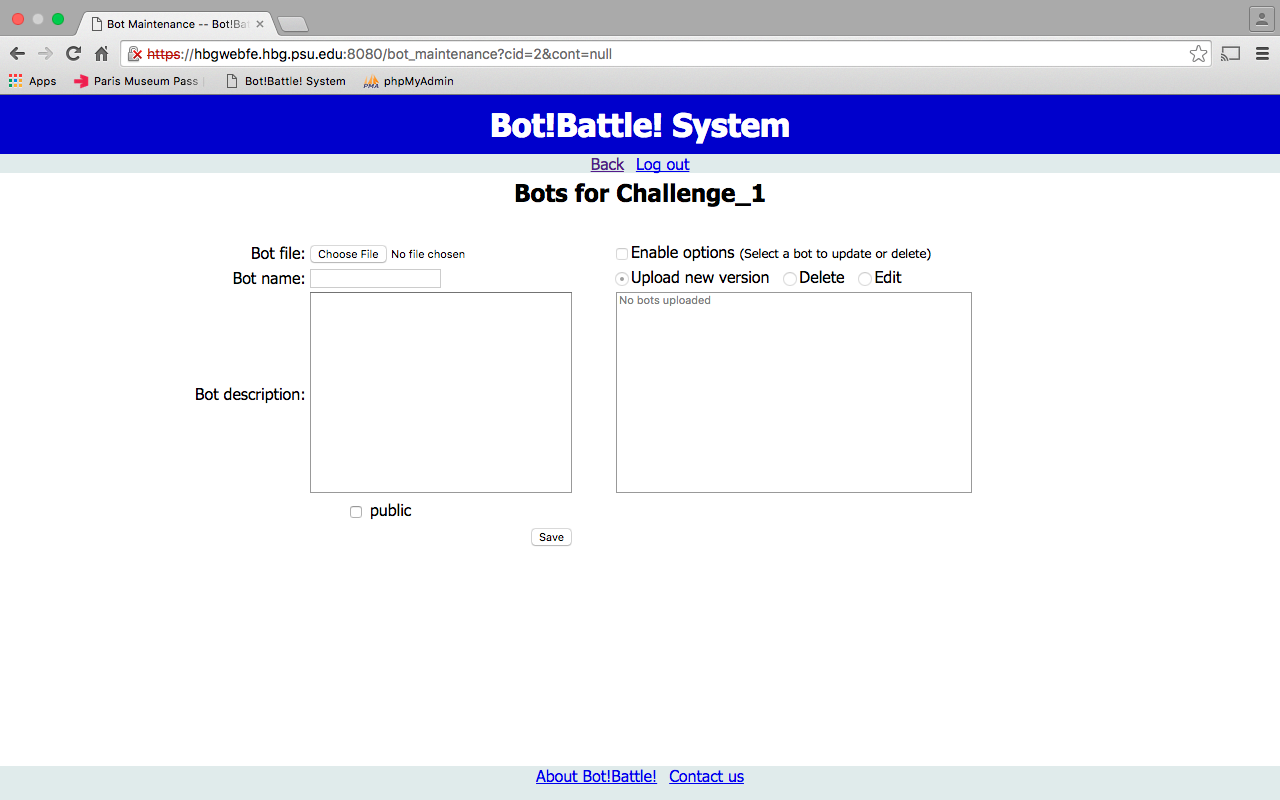 Bot Maintenance -- Bot!Bat
https://hbgwebfe.hbg.psu.edu:8080/bot_maintenance?cid=2&cont=null
Apps Paris Museum Pass Bot!Battle! System PMA phpMyAdmin
Bot!Battle! System
Back Log out
Bots for Challenge_1
Bot file: Choose File No file chosen
Enable options (Select a bot to update or delete)
Bot name:
Upload new version Delete Edit
No bots uploaded
Bot description:
public
Save
About Bot!Battle! Contact us